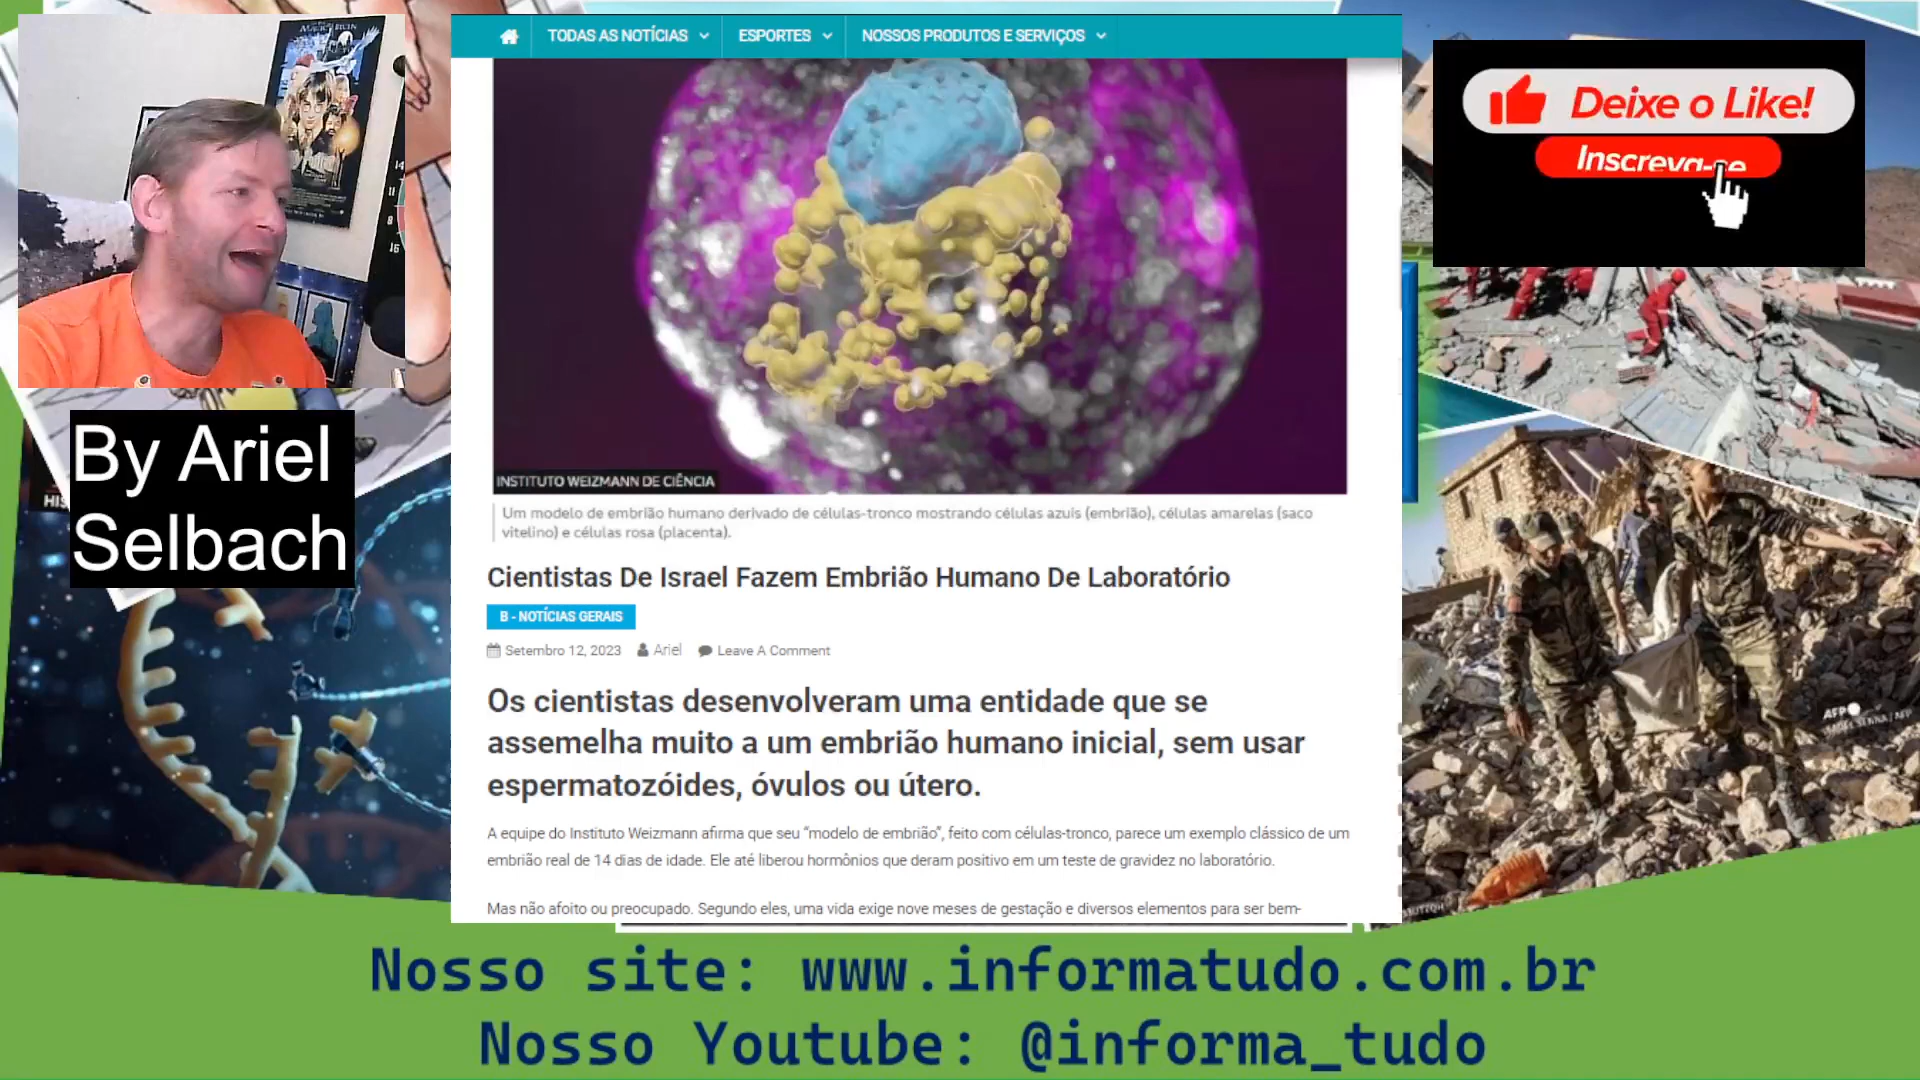 TODAS AS NOTÍCIAS
ESPORTES
NOSSOS PRODUTOS E SERVIÇOS
Deixe o Like!
Inscreva-se
By Ariel
Selbach
INSTITUTO WEIZMANN DE CIÊNCIA
Um modelo de embrião humano derivado de células-tronco mostrando células azuis (embrião), células amarelas (saco
vitelino) e células rosa (placenta).
Cientistas De Israel Fazem Embrião Humano De Laboratório
B - NOTÍCIAS GERAIS
Setembro 12, 2023 Ariel Leave A Comment
Os cientistas desenvolveram uma entidade que se
assemelha muito a um embrião humano inicial, sem usar
espermatozóides, óvulos ou útero.
A equipe do Instituto Weizmann afirma que seu “modelo de embrião”, feito com células-tronco, parece um exemplo clássico de um
embrião real de 14 dias de idade. Ele até liberou hormônios que deram positivo em um teste de gravidez no laboratório.
Mas não afoito ou preocupado. Segundo eles, uma vida exige nove meses de gestação e diversos elementos para ser bem-
AFP
Nosso site: www.informatudo.com.br
Nosso Youtube: @informa_tudo